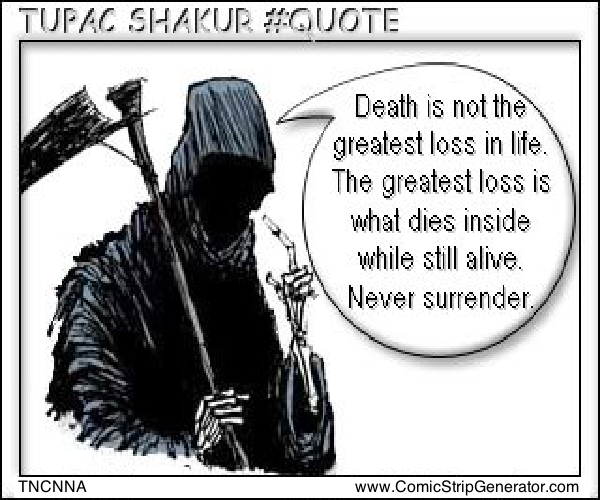 TUPAC SHAKUR #QUOTE
Death is not the
greatest loss in life.
The greatest loss is
what dies inside
while still alive.
Never surrender.
TNCNNA
www.ComicStripGenerator.com